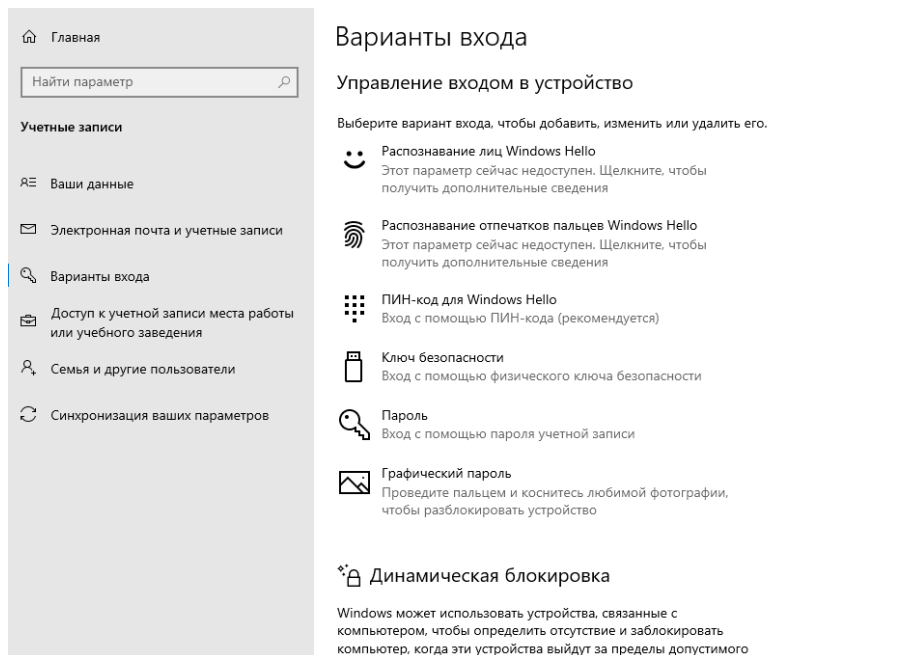 Главная
Найти параметр
Учетные записи
Ваши данные
Электронная почта и учетные записи
Варианты входа
Доступ к учетной записи места работы
или учебного заведения
Семья и другие пользователи
Синхронизация ваших параметров
Варианты входа
Управление входом в устройство
Выберите вариант входа, чтобы добавить, изменить или удалить его.
Распознавание лиц Windows Hello
Этот параметр сейчас недоступен. Щелкните, чтобы
получить дополнительные сведения
Распознавание отпечатков пальцев Windows Hello
Этот параметр сейчас недоступен. Щелкните, чтобы
получить дополнительные сведения
ПИН-код для Windows Hello
Вход с помощью ПИН-кода (рекомендуется)
Ключ безопасности
Вход с помощью физического ключа безопасности
Пароль
Вход с помощью пароля учетной записи
Графический пароль
Проведите пальцем и коснитесь любимой фотографии,
чтобы разблокировать устройство
Динамическая блокировка
Windows может использовать устройства, связанные с
компьютером, чтобы определить отсутствие и заблокировать
компьютер, когда эти устройства выйдут за пределы допустимого